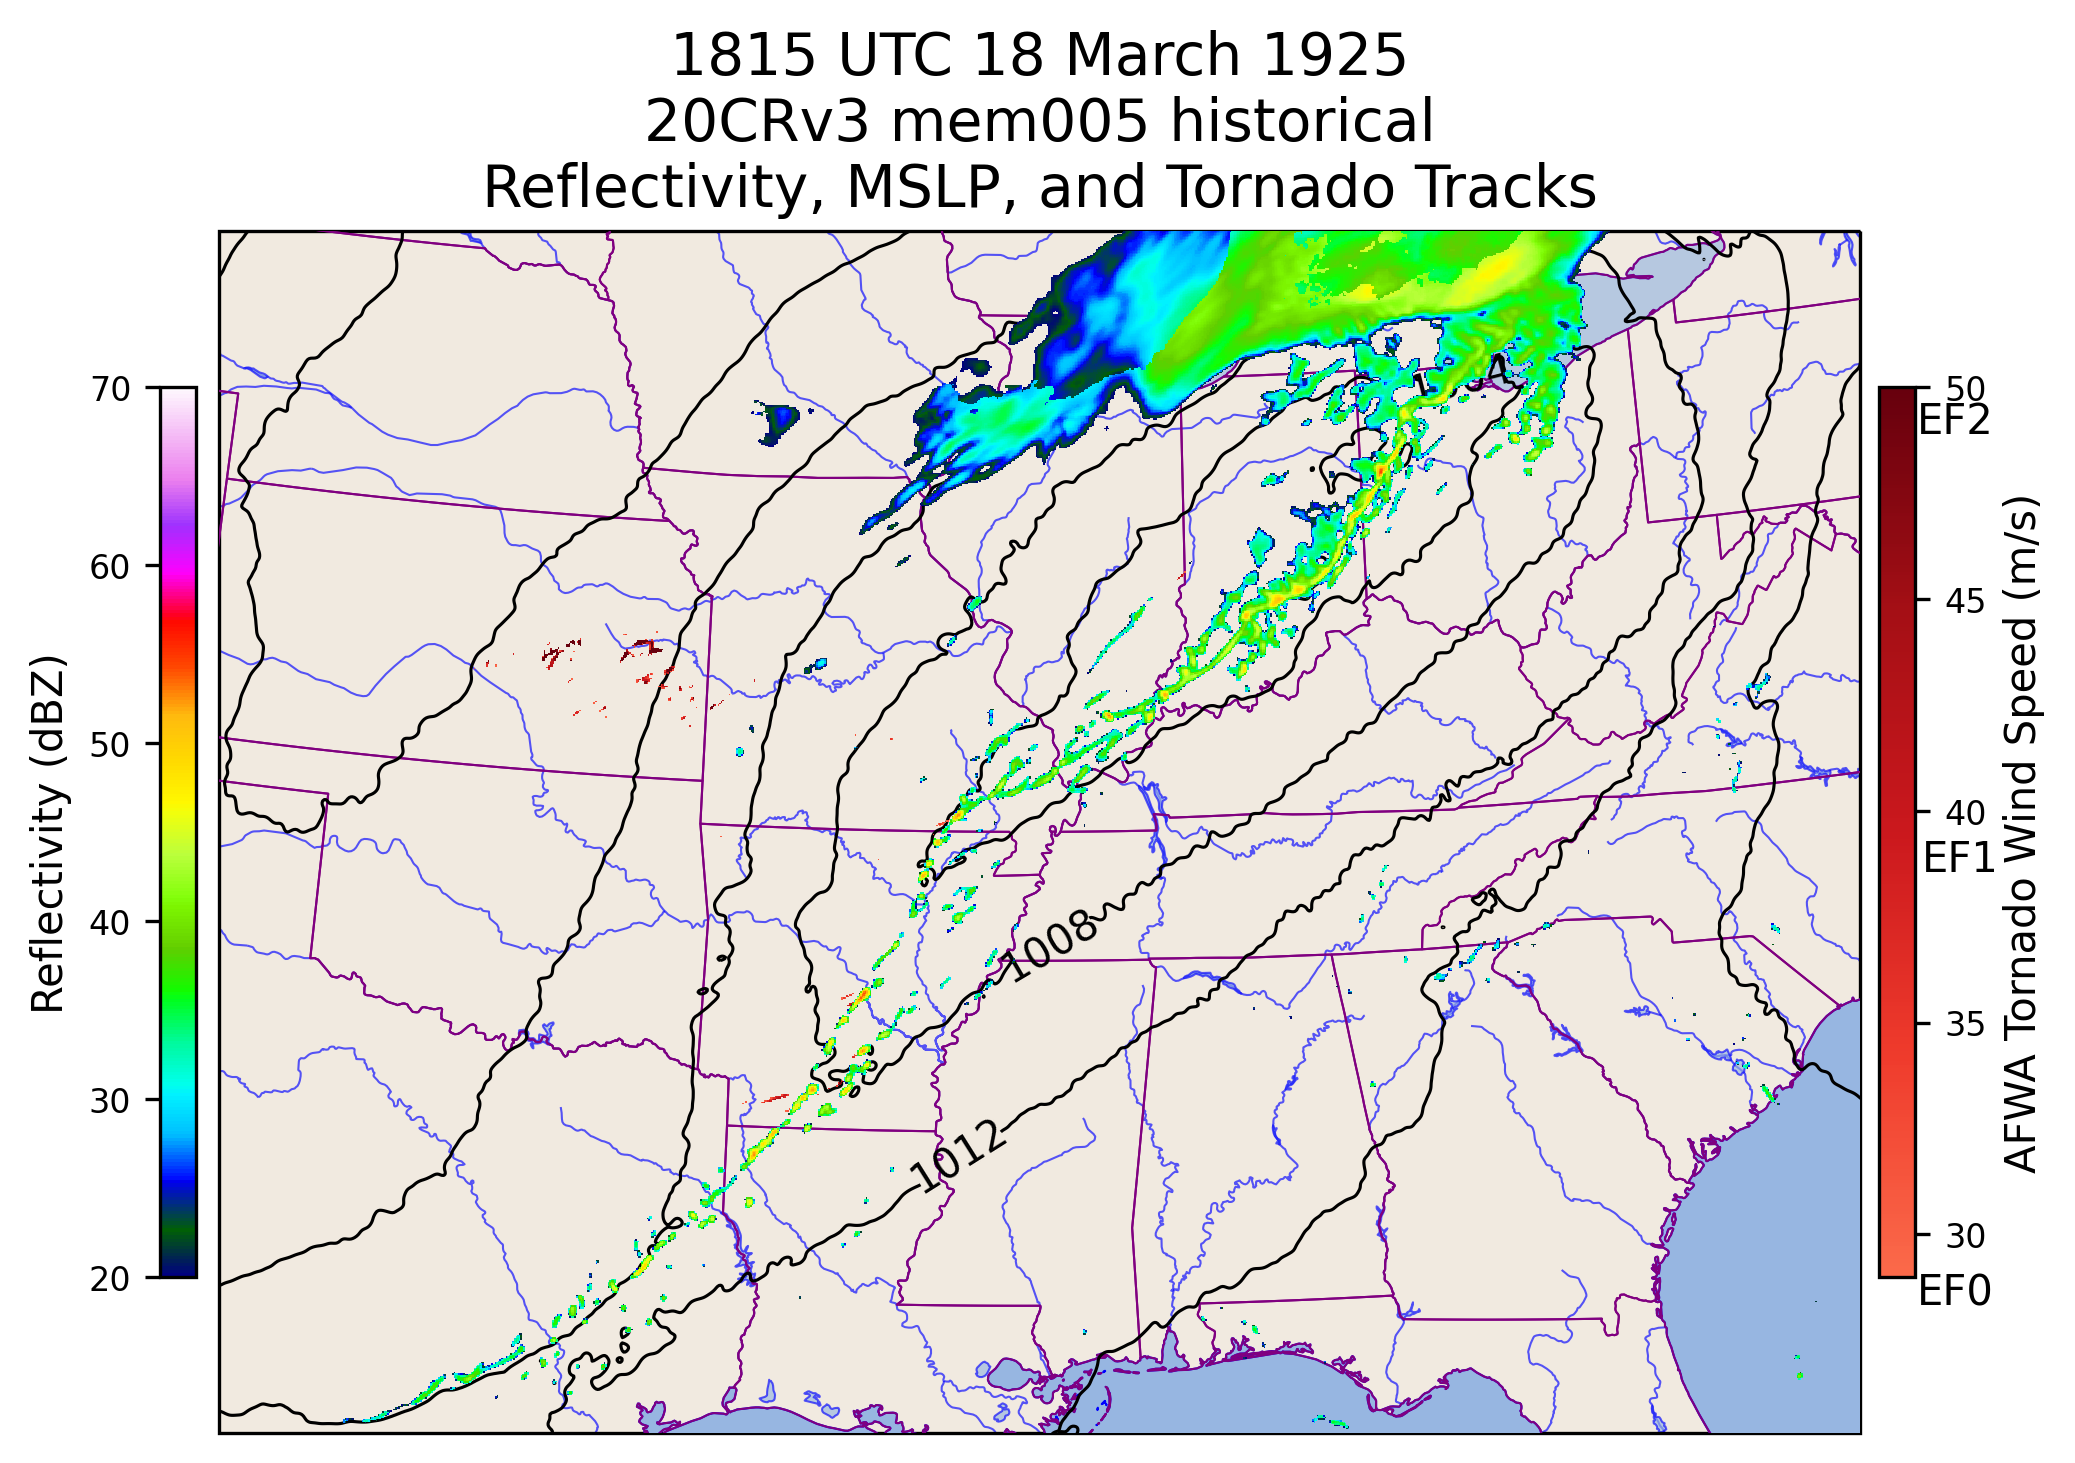 1815 UTC 18 March 1925
20CRv3 mem005 historical
Reflectivity, MSLP, and Tornado Tracks
70
60
50
40
30
20
Reflectivity (dBZ)
1008
1012
50
EF2
45
40
EF1
35
30
EF0
AFWA Tornado Wind Speed (m/s)